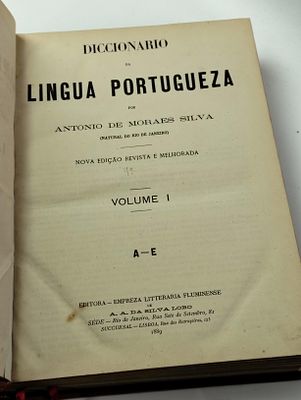 DICCIONARIO
DA
LINGUA PORTUGUEZA
POR
ANTONIO DE MORAES SILVA
(NATURAL DO RIO DE JANEIRO)
NOVA EDIÇÃO REVISTA E MELHORADA
VOLUME I
A—E
EDITORA—EMPREZA LITTERARIA FLUMINENSE
DE
A. A. DA SILVA LOBO
SÉDE—Rio de Janeiro, Rua Sete de Setembro, 81
SUCCURSAL—LISBOA, Rua dos Retrozeiros, 125
1889